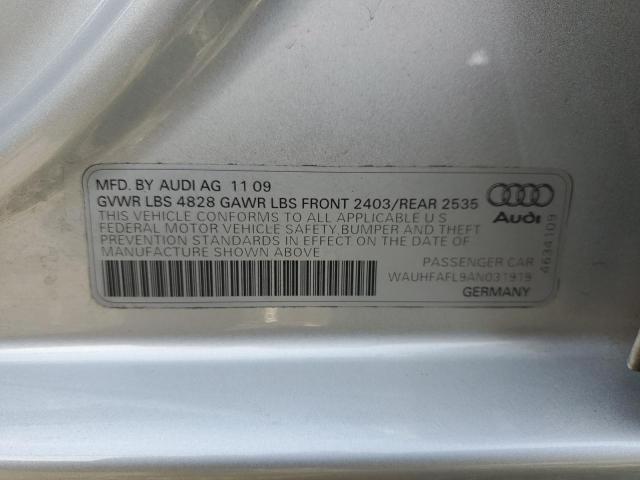 MFD. BY AUDI AG 11 09
GVWR LBS 4828 GAWR LBS FRONT 2403/REAR 2535
THIS VEHICLE CONFORMS TO ALL APPLICABLE U S
FEDERAL MOTOR VEHICLE SAFETY, BUMPER AND THEFT
PREVENTION STANDARDS IN EFFECT ON THE DATE OF
MANUFACTURE SHOWN ABOVE
PASSENGER CAR
WAUHFAFL9AN031919
GERMANY
Audi
4634109